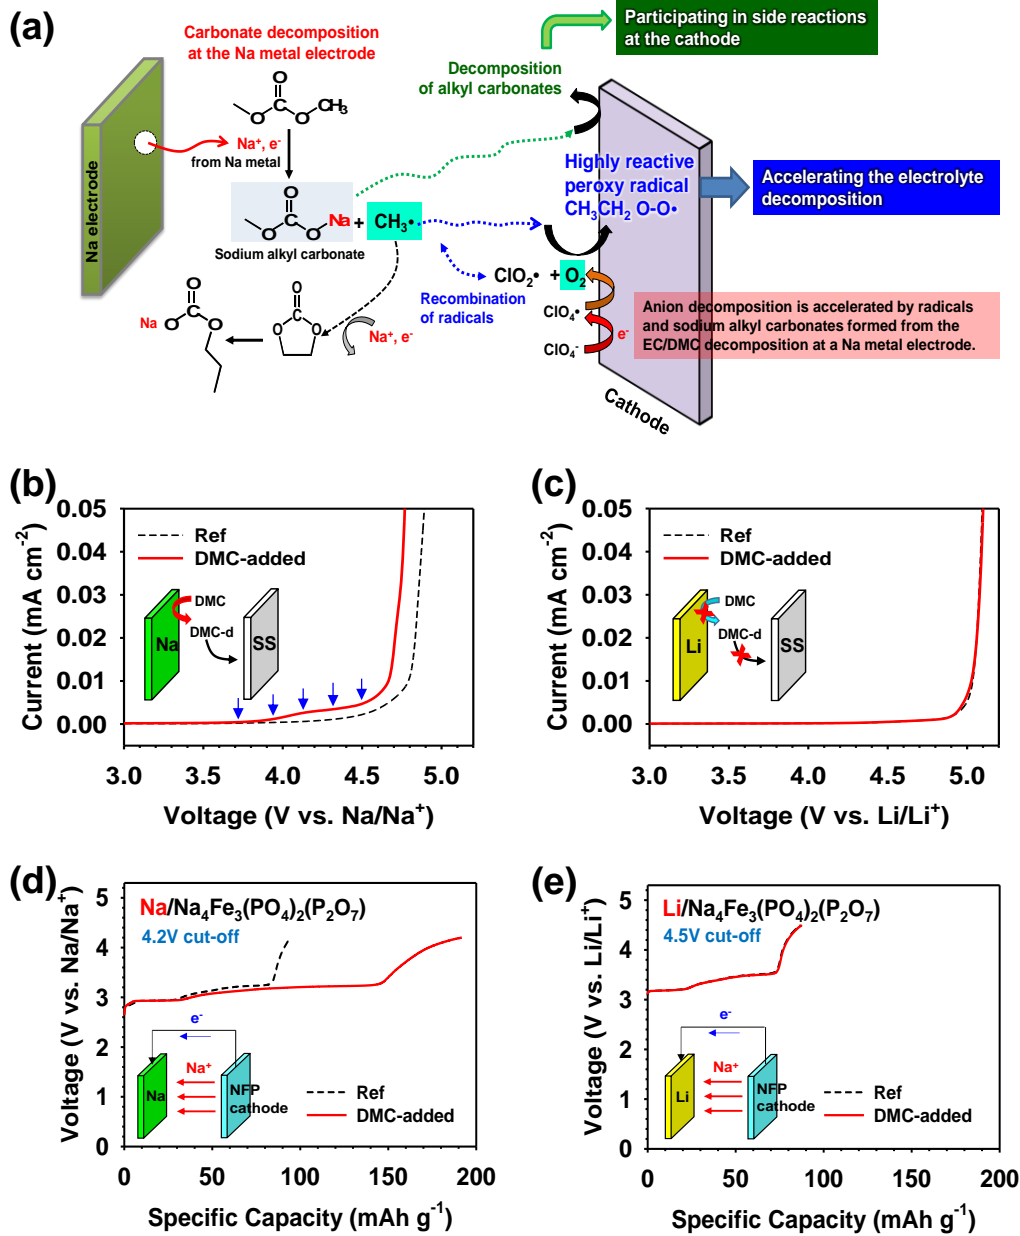 (a)
Carbonate decomposition
at the Na metal electrode
Participating in side reactions
at the cathode
Decomposition
of alkyl carbonates
O
O
O
CH₃
Na electrode
Na⁺, e⁻
from Na metal
Highly reactive
peroxy radical
CH₃CH₂ O-O•
Accelerating the electrolyte
decomposition
O
O
O
Na
+
CH₃•
Sodium alkyl carbonate
ClO₂• + O₂
Recombination
of radicals
ClO₄•
e⁻
ClO₄⁻
Anion decomposition is accelerated by radicals
and sodium alkyl carbonates formed from the
EC/DMC decomposition at a Na metal electrode.
Na
O
O
O
O
O
O
Na⁺, e⁻
Cathode
(b)
Current (mA cm⁻²)
0.05
0.04
0.03
0.02
0.01
0.00
Ref
DMC-added
Na
DMC
DMC-d
SS
3.0 3.5 4.0 4.5 5.0
Voltage (V vs. Na/Na⁺)
(c)
Current (mA cm⁻²)
0.05
0.04
0.03
0.02
0.01
0.00
Ref
DMC-added
Li
DMC
DMC-d
SS
3.0 3.5 4.0 4.5 5.0
Voltage (V vs. Li/Li⁺)
(d)
Voltage (V vs. Na/Na⁺)
5
4
3
2
1
0
Na/Na₄Fe₃(PO₄)₂(P₂O₇)
4.2V cut-off
e⁻
Na⁺
Na
NFP
cathode
Ref
DMC-added
0 50 100 150 200
Specific Capacity (mAh g⁻¹)
(e)
Voltage (V vs. Li/Li⁺)
5
4
3
2
1
0
Li/Na₄Fe₃(PO₄)₂(P₂O₇)
4.5V cut-off
e⁻
Na⁺
Li
NFP
cathode
Ref
DMC-added
0 50 100 150 200
Specific Capacity (mAh g⁻¹)